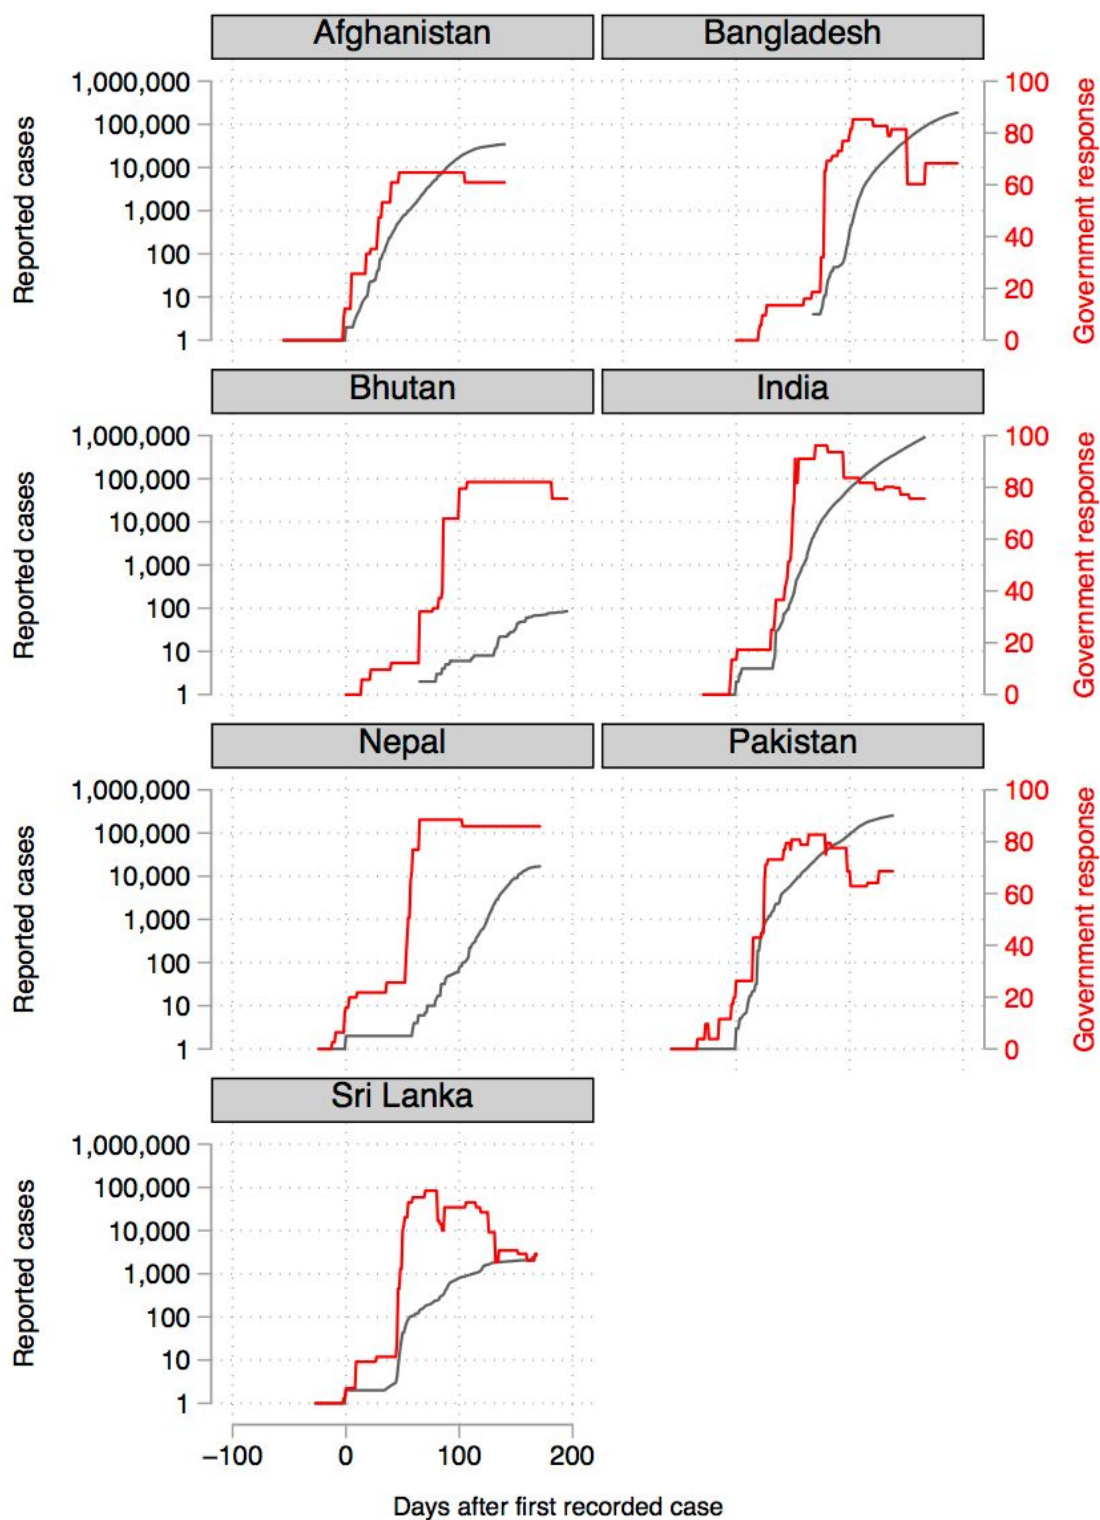 Afghanistan
Bangladesh
Reported cases
1,000,000
100,000
10,000
1,000
100
10
1
100
80
60
40
20
0
Government response
Bhutan
India
Reported cases
1,000,000
100,000
10,000
1,000
100
10
1
100
80
60
40
20
0
Government response
Nepal
Pakistan
Reported cases
1,000,000
100,000
10,000
1,000
100
10
1
100
80
60
40
20
0
Government response
Sri Lanka
Reported cases
1,000,000
100,000
10,000
1,000
100
10
1
−100 0 100 200
Days after first recorded case